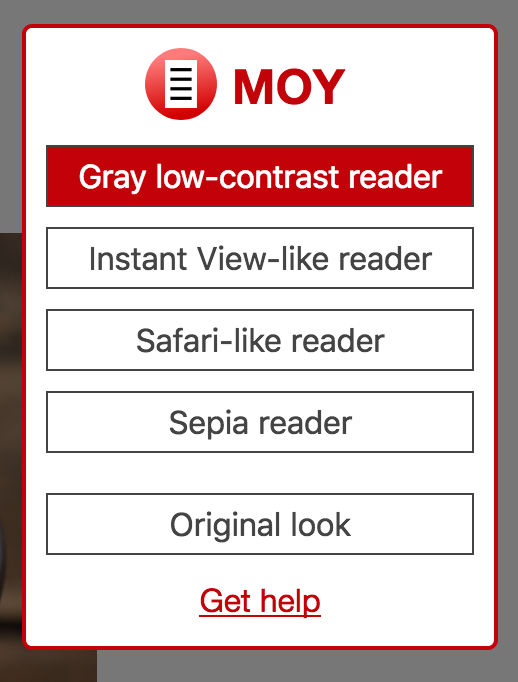 MOY
Gray low-contrast reader
Instant View-like reader
Safari-like reader
Sepia reader
Original look
Get help